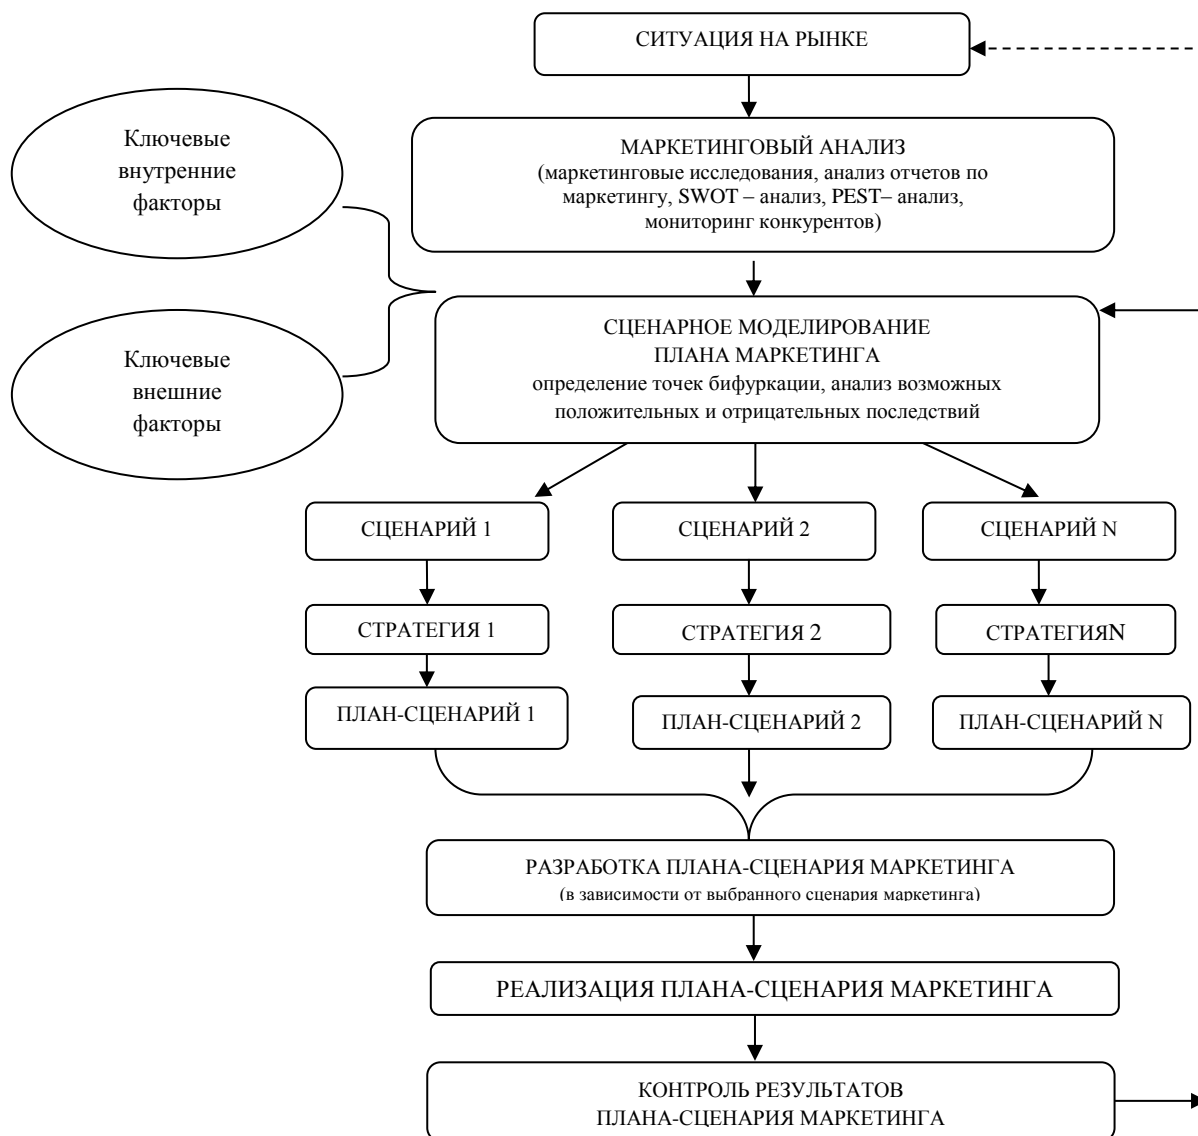 СИТУАЦИЯ НА РЫНКЕ
Ключевые
внутренние
факторы
МАРКЕТИНГОВЫЙ АНАЛИЗ
(маркетинговые исследования, анализ отчетов по
маркетингу, SWOT – анализ, PEST– анализ,
мониторинг конкурентов)
Ключевые
внешние
факторы
СЦЕНАРНОЕ МОДЕЛИРОВАНИЕ
ПЛАНА МАРКЕТИНГА
определение точек бифуркации, анализ возможных
положительных и отрицательных последствий
СЦЕНАРИЙ 1
СЦЕНАРИЙ 2
СЦЕНАРИЙ N
СТРАТЕГИЯ 1
СТРАТЕГИЯ 2
СТРАТЕГИЯN
ПЛАН-СЦЕНАРИЙ 1
ПЛАН-СЦЕНАРИЙ 2
ПЛАН-СЦЕНАРИЙ N
РАЗРАБОТКА ПЛАНА-СЦЕНАРИЯ МАРКЕТИНГА
(в зависимости от выбранного сценария маркетинга)
РЕАЛИЗАЦИЯ ПЛАНА-СЦЕНАРИЯ МАРКЕТИНГА
КОНТРОЛЬ РЕЗУЛЬТАТОВ
ПЛАНА-СЦЕНАРИЯ МАРКЕТИНГА